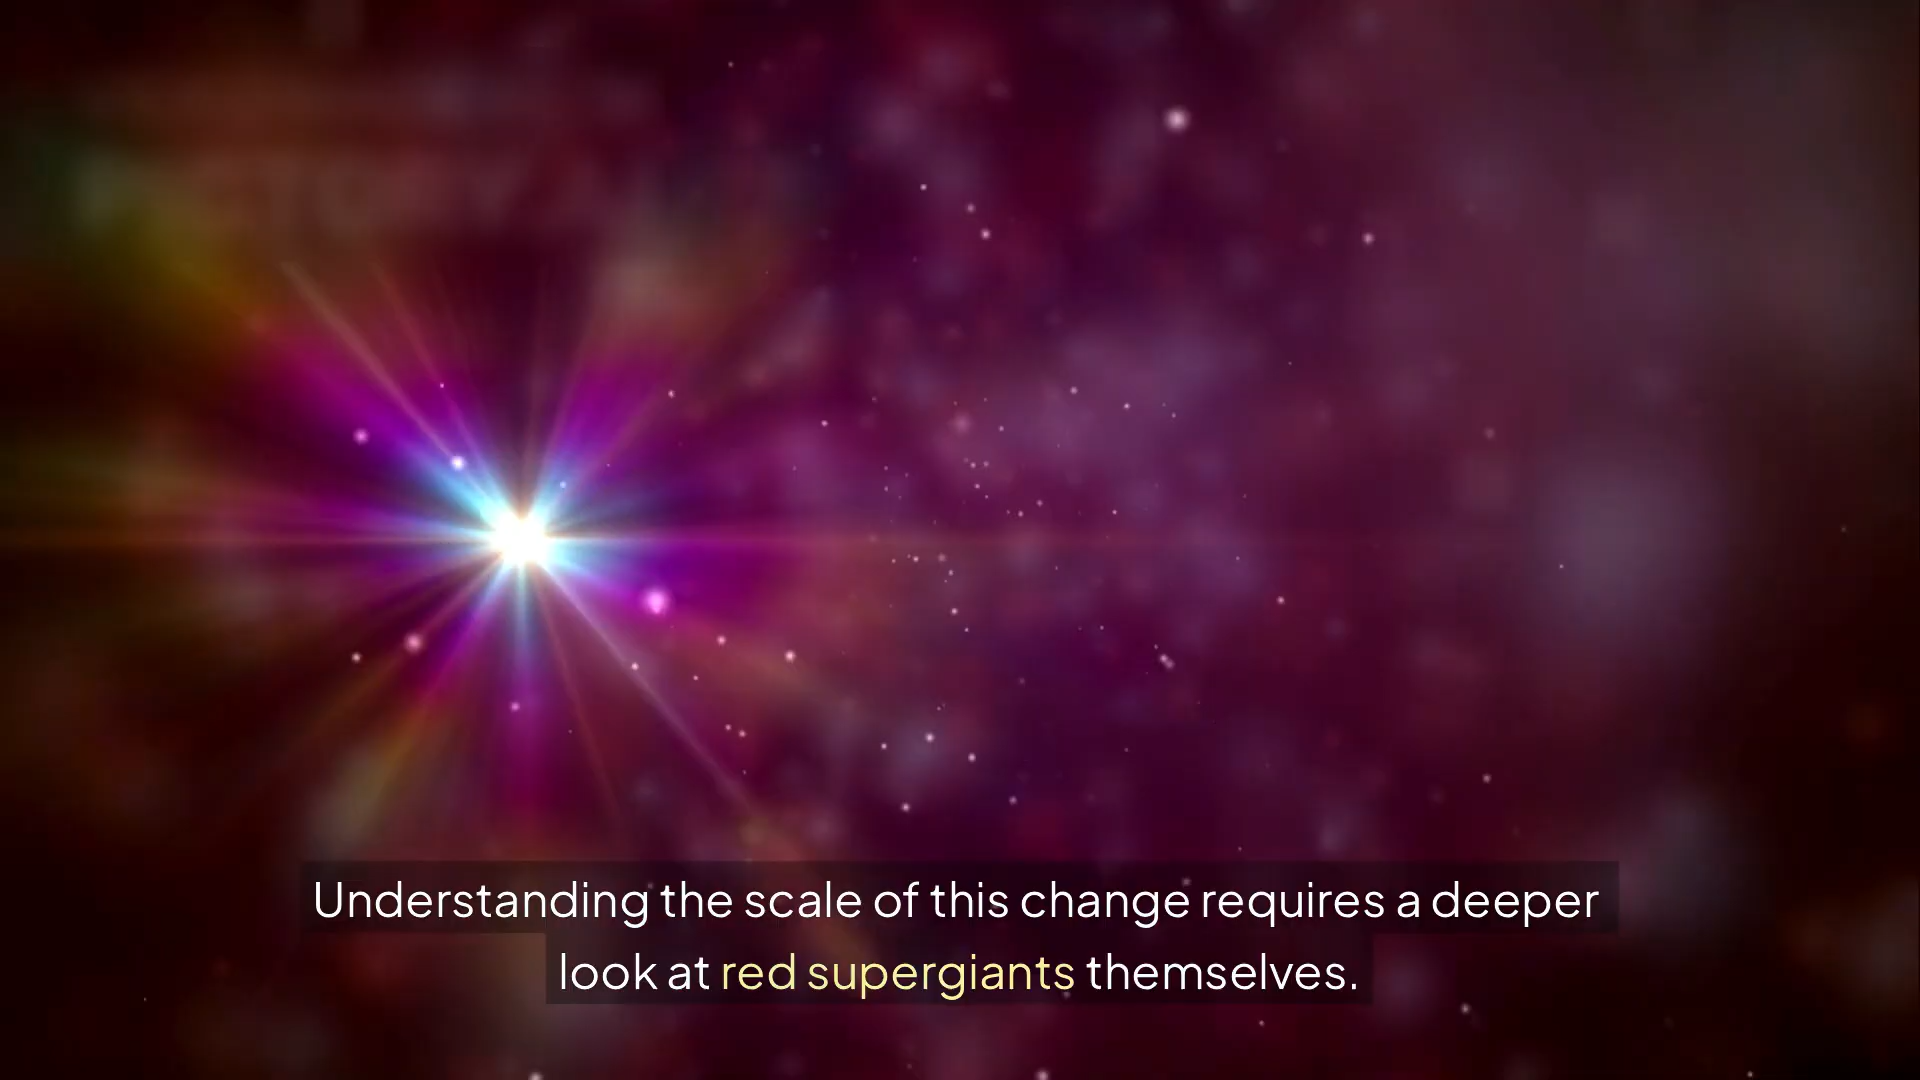 Understanding the scale of this change requires a deeper
look at red supergiants themselves.